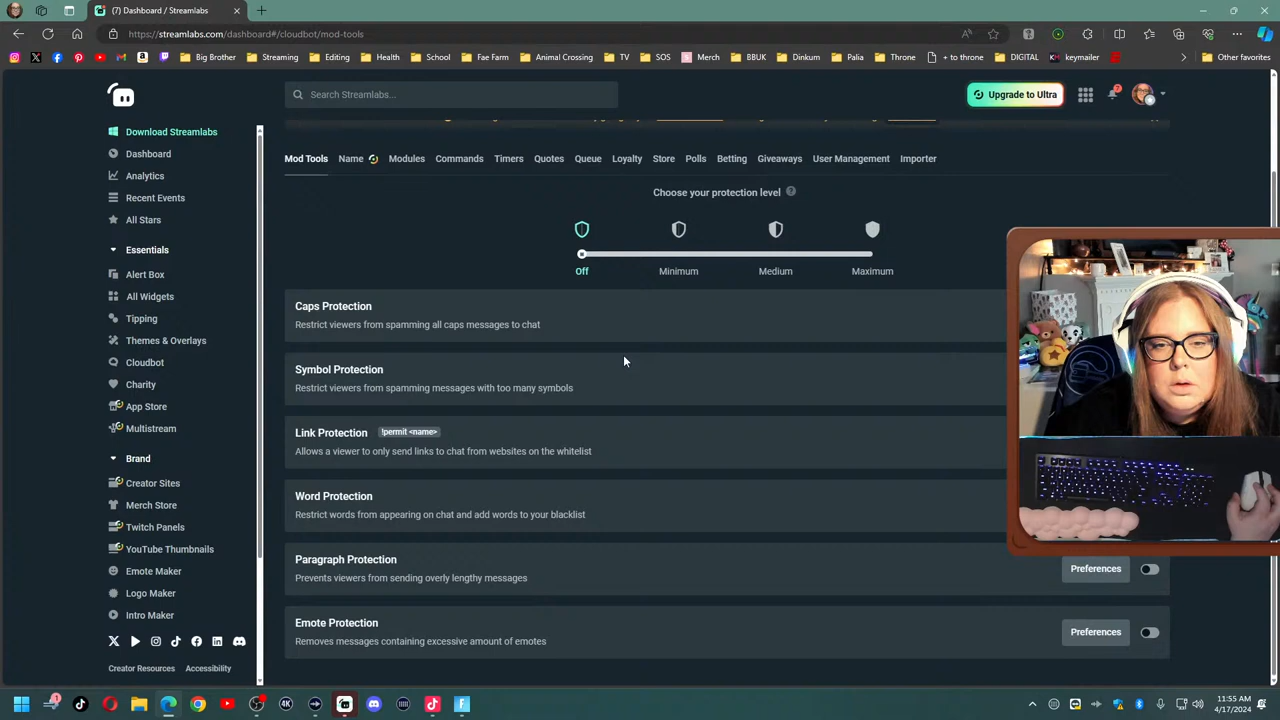 (7) Dashboard / Streamlabs
https://streamlabs.com/dashboard#/cloudbot/mod-tools
Big Brother Streaming Editing Health School Fae Farm Animal Crossing TV SOS Merch BBUK Dinkum Palia Throne + to throne DIGITAL keymailer Other favorites
Search Streamlabs...
Upgrade to Ultra
7
Download Streamlabs
Dashboard
Analytics
Recent Events
All Stars
Essentials
Alert Box
All Widgets
Tipping
Themes & Overlays
Cloudbot
Charity
App Store
Multistream
Brand
Creator Sites
Merch Store
Twitch Panels
YouTube Thumbnails
Emote Maker
Logo Maker
Intro Maker
Creator Resources Accessibility
Mod Tools Name Modules Commands Timers Quotes Queue Loyalty Store Polls Betting Giveaways User Management Importer
Choose your protection level
Off Minimum Medium Maximum
Caps Protection
Restrict viewers from spamming all caps messages to chat
Symbol Protection
Restrict viewers from spamming messages with too many symbols
Link Protection !permit <name>
Allows a viewer to only send links to chat from websites on the whitelist
Word Protection
Restrict words from appearing on chat and add words to your blacklist
Paragraph Protection
Prevents viewers from sending overly lengthy messages
Preferences
Emote Protection
Removes messages containing excessive amount of emotes
Preferences
1
4K
11:55 AM
4/17/2024